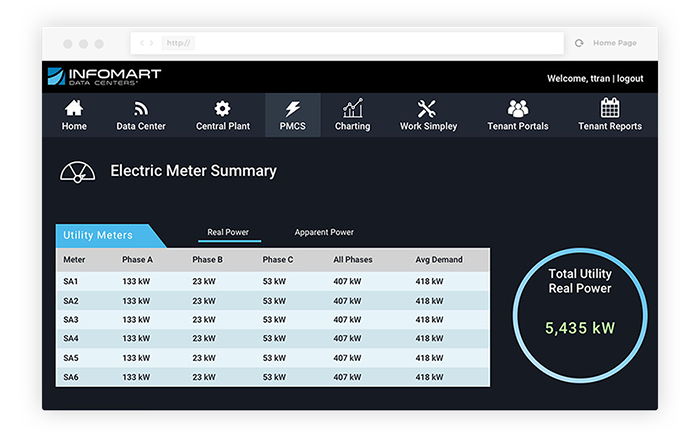 http://
Home Page
INFOMART
DATA CENTERS
Welcome, ttran | logout
Home
Data Center
Central Plant
PMCS
Charting
Work Simpley
Tenant Portals
Tenant Reports
Electric Meter Summary
Utility Meters
Real Power
Apparent Power
Meter Phase A Phase B Phase C All Phases Avg Demand
SA1 133 kW 23 kW 53 kW 407 kW 418 kW
SA2 133 kW 23 kW 53 kW 407 kW 418 kW
SA3 133 kW 23 kW 53 kW 407 kW 418 kW
SA4 133 kW 23 kW 53 kW 407 kW 418 kW
SA5 133 kW 23 kW 53 kW 407 kW 418 kW
SA6 133 kW 23 kW 53 kW 407 kW 418 kW
Total Utility
Real Power
5,435 kW